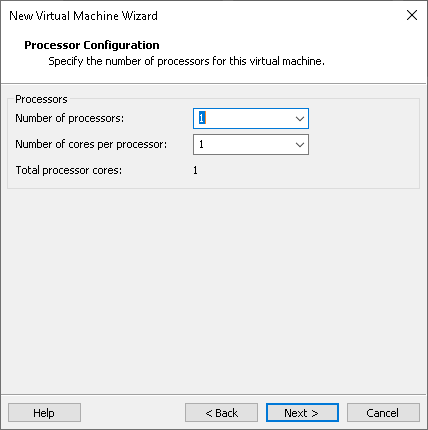 New Virtual Machine Wizard
Processor Configuration
Specify the number of processors for this virtual machine.
Processors
Number of processors: 1
Number of cores per processor: 1
Total processor cores: 1
Help < Back Next > Cancel